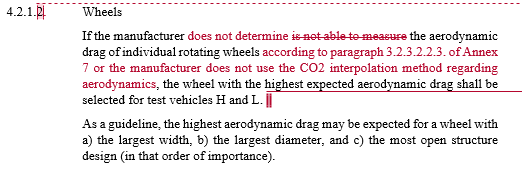 4.2.1.2. Wheels
If the manufacturer does not determine is not able to measure the aerodynamic
drag of individual rotating wheels according to paragraph 3.2.3.2.2.3. of Annex
7 or the manufacturer does not use the CO2 interpolation method regarding
aerodynamics, the wheel with the highest expected aerodynamic drag shall be
selected for test vehicles H and L.
As a guideline, the highest aerodynamic drag may be expected for a wheel with
a) the largest width, b) the largest diameter, and c) the most open structure
design (in that order of importance).